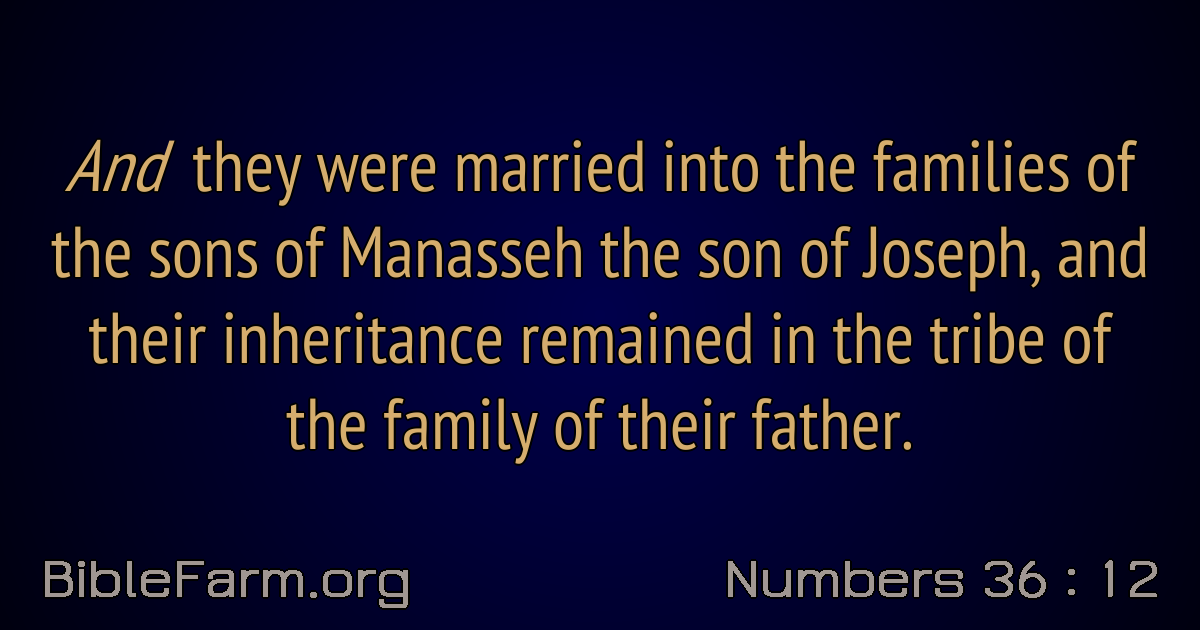 And they were married into the families of
the sons of Manasseh the son of Joseph, and
their inheritance remained in the tribe of
the family of their father.
BibleFarm.org
Numbers 36 : 12